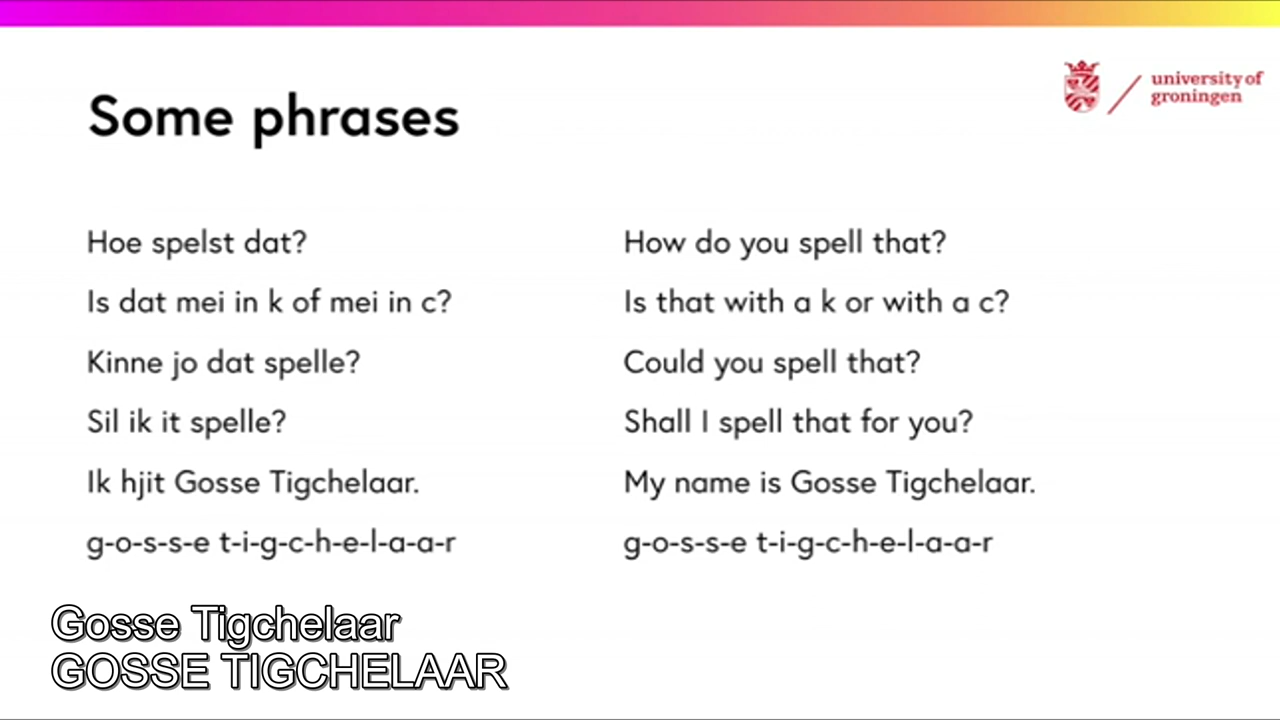 university of
groningen
Some phrases
Hoe spelst dat?
How do you spell that?
Is dat mei in k of mei in c?
Is that with a k or with a c?
Kinne jo dat spelle?
Could you spell that?
Sil ik it spelle?
Shall I spell that for you?
Ik hjit Gosse Tigchelaar.
My name is Gosse Tigchelaar.
g-o-s-s-e t-i-g-c-h-e-l-a-a-r
g-o-s-s-e t-i-g-c-h-e-l-a-a-r
Gosse Tigchelaar
GOSSE TIGCHELAAR